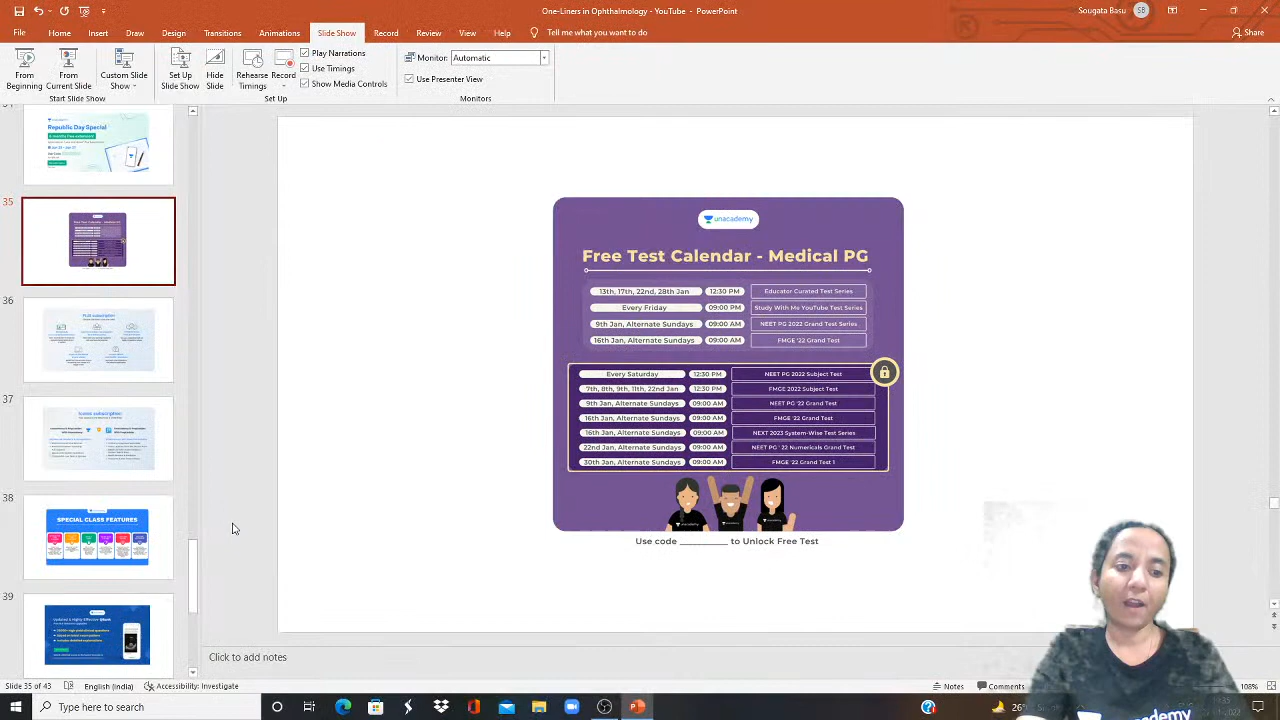 One-Liners in Ophthalmology - YouTube - PowerPoint
Sougata Basu SB
File Home Insert Draw Design Transitions Animations Slide Show Record Review View Help Tell me what you want to do Share
From Beginning
From Current Slide
Custom Slide Show
Set Up Slide Show
Hide Slide
Rehearse Timings
Record
Play Narrations
Use Timings
Show Media Controls
Monitor: Automatic
Use Presenter View
Start Slide Show Set Up Monitors
Republic Day Special
35
36
Full subscription
37
Iconic subscription
38
SPECIAL CLASS FEATURES
39
unacademy
Free Test Calendar - Medical PG
13th, 17th, 22nd, 28th Jan 12:30 PM Educator Curated Test Series
Every Friday 09:00 PM Study With Me YouTube Test Series
9th Jan, Alternate Sundays 09:00 AM NEET PG 2022 Grand Test Series
16th Jan, Alternate Sundays 09:00 AM FMGE '22 Grand Test
Every Saturday 12:30 PM NEET PG 2022 Subject Test
7th, 8th, 9th, 11th, 22nd Jan 12:30 PM FMGE 2022 Subject Test
9th Jan, Alternate Sundays 09:00 AM NEET PG '22 Grand Test
16th Jan, Alternate Sundays 09:00 AM FMGE '22 Grand Test
16th Jan, Alternate Sundays 09:00 AM NEXT 2023 System-Wise Test Series
22nd Jan, Alternate Sundays 09:00 AM NEET PG ' 22 Numericals Grand Test
30th Jan, Alternate Sundays 09:00 AM FMGE '22 Grand Test 1
Use code __________ to Unlock Free Test
Click to add notes
Slide 35 of 43 English (India) Accessibility: Investigate Notes Comments 108%
Type here to search
unacademy